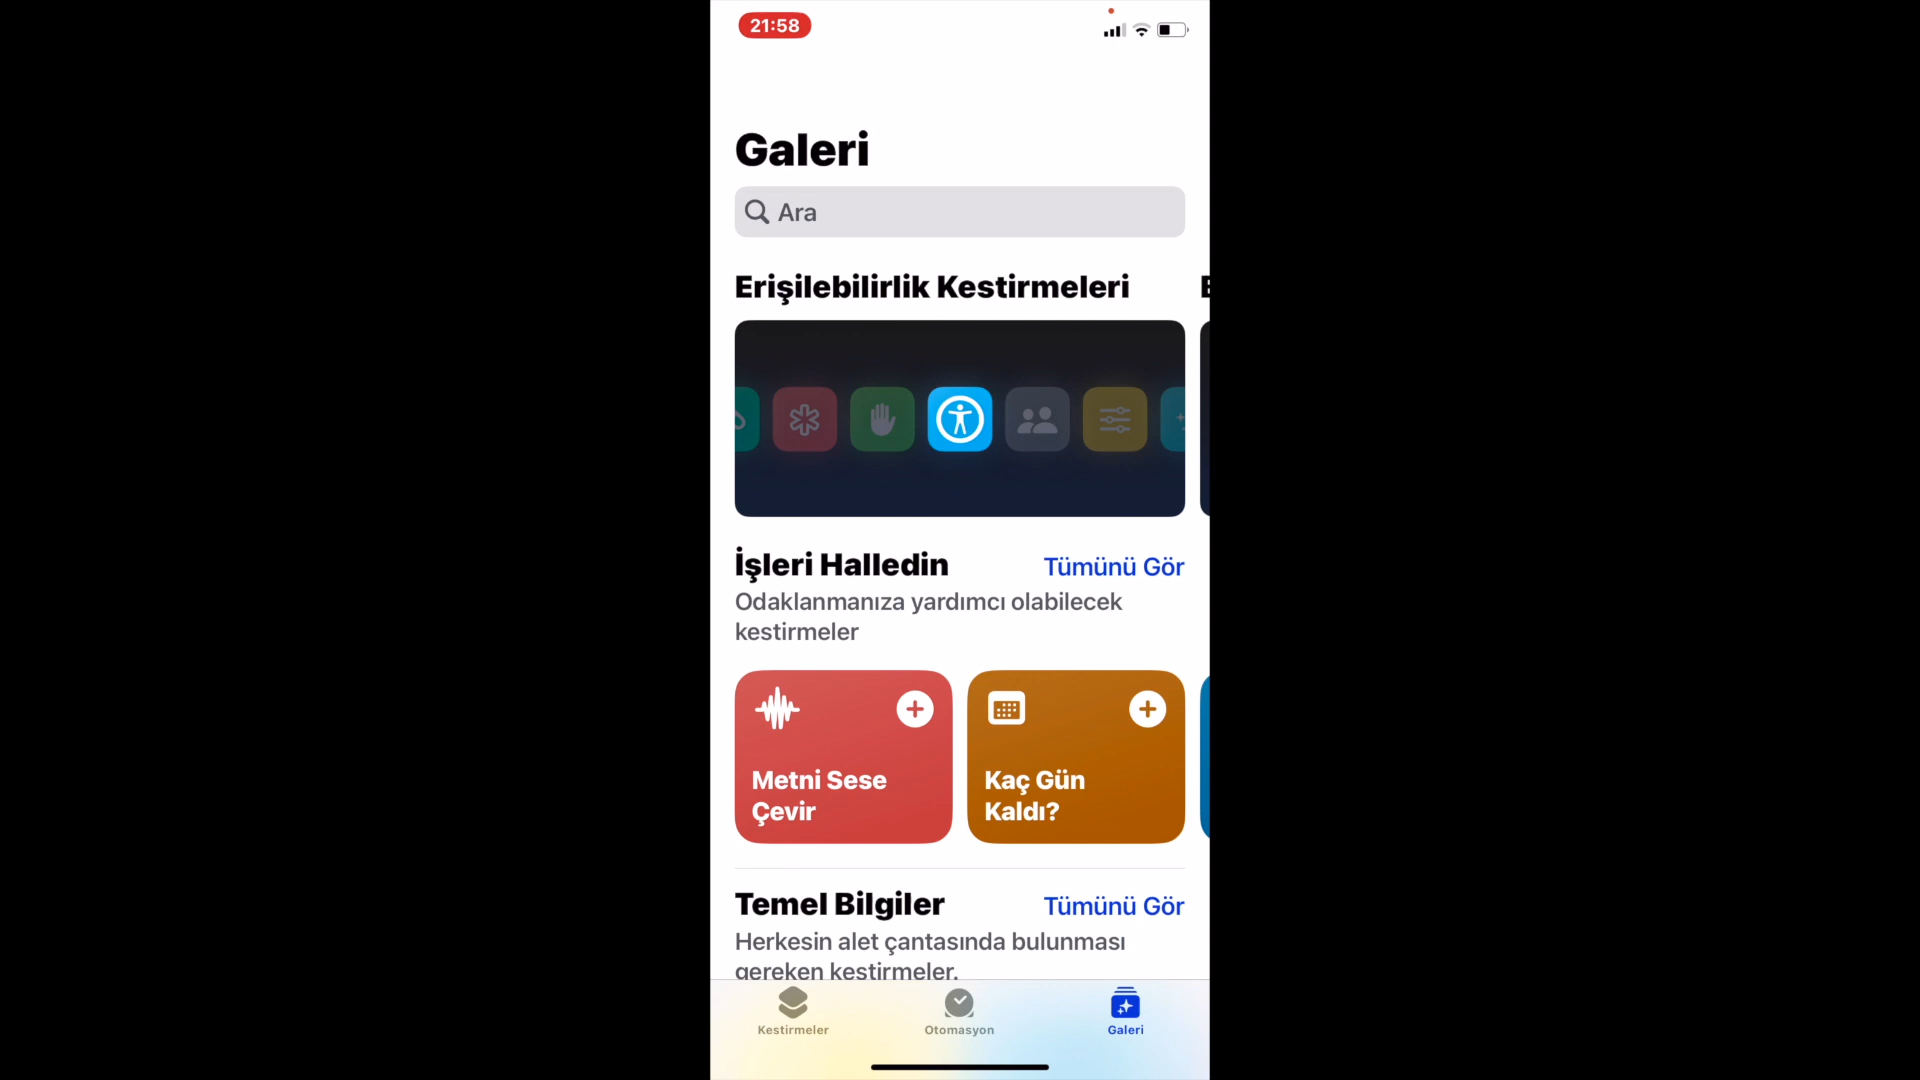 21:58
Galeri
Ara
Erişilebilirlik Kestirmeleri
İşleri Halledin
Tümünü Gör
Odaklanmanıza yardımcı olabilecek
kestirmeler
Metni Sese
Çevir
Kaç Gün
Kaldı?
Temel Bilgiler
Tümünü Gör
Herkesin alet çantasında bulunması
gereken kestirmeler.
Kestirmeler
Otomasyon
Galeri